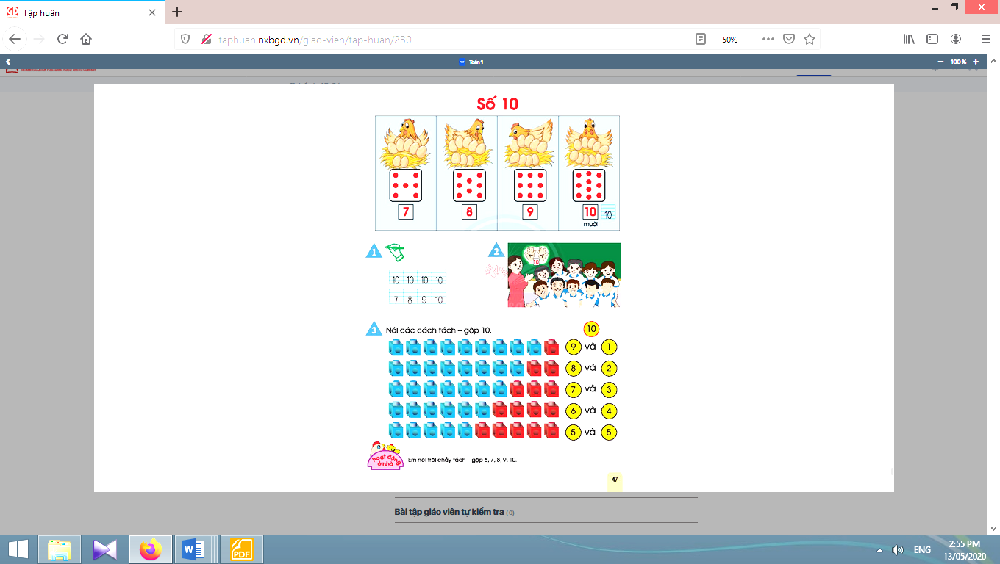 Tập huấn
taphuan.nxbgd.vn/giao-vien/tap-huan/230
50%
Toán 1
100 %
Số 10
7
8
9
10
10
mười
1
2
10
10 10 10 10
7 8 9 10
3 Nói các cách tách – gộp 10.
10
9 và 1
8 và 2
7 và 3
6 và 4
5 và 5
hoạt động
ở nhà
Em nói trôi chảy tách – gộp 6, 7, 8, 9, 10.
47
Bài tập giáo viên tự kiểm tra (0)
W
PDF
ENG
2:55 PM
13/05/2020